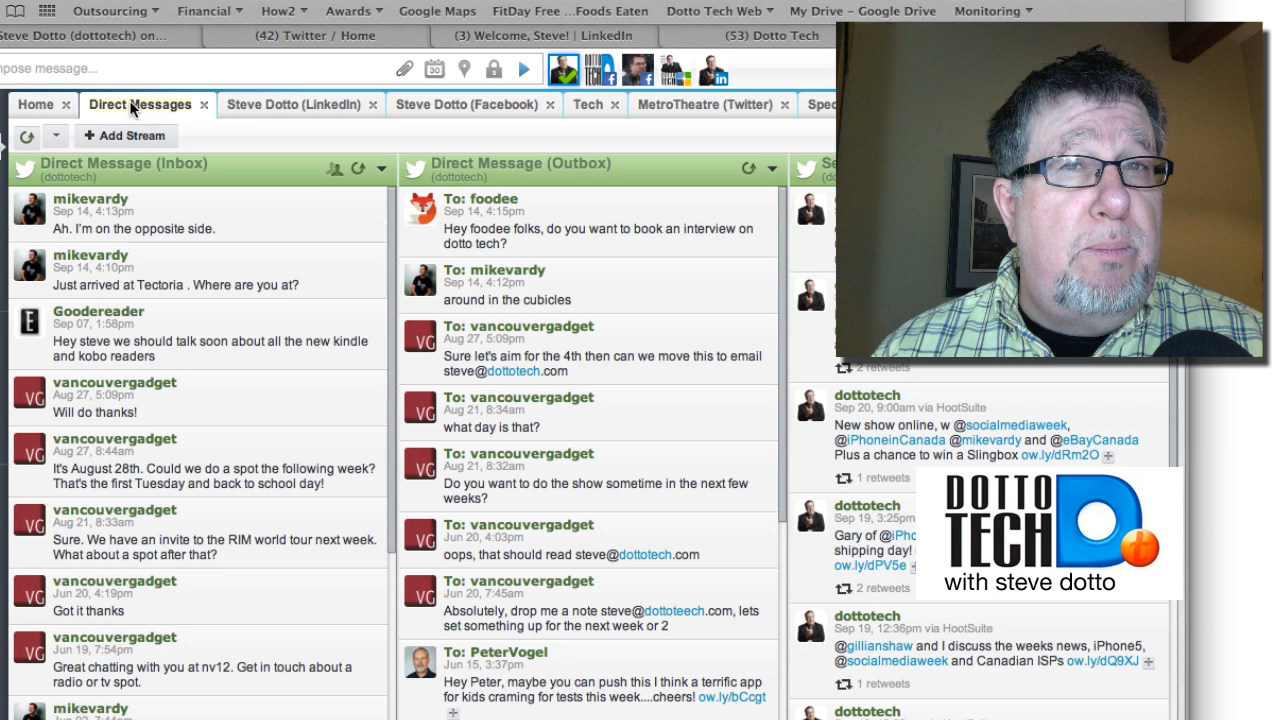 Outsourcing Financial How2 Awards Google Maps FitDay Free ...Foods Eaten Dotto Tech Web My Drive – Google Drive Monitoring
Steve Dotto (dottotech) on... (42) Twitter / Home (3) Welcome, Steve! | LinkedIn (53) Dotto Tech
pose message...
Home Direct Messages Steve Dotto (LinkedIn) Steve Dotto (Facebook) Tech MetroTheatre (Twitter) Spec
+ Add Stream
Direct Message (Inbox)
(dottotech)
mikevardy
Sep 14, 4:13pm
Ah. I'm on the opposite side.
mikevardy
Sep 14, 4:10pm
Just arrived at Tectoria . Where are you at?
Goodereader
Sep 07, 1:58pm
Hey steve we should talk soon about all the new kindle
and kobo readers
vancouvergadget
Aug 27, 5:09pm
Will do thanks!
vancouvergadget
Aug 27, 8:44am
It's August 28th. Could we do a spot the following week?
That's the first Tuesday and back to school day!
vancouvergadget
Aug 21, 8:33am
Sure. We have an invite to the RIM world tour next week.
What about a spot after that?
vancouvergadget
Jun 20, 4:19pm
Got it thanks
vancouvergadget
Jun 19, 7:54pm
Great chatting with you at nv12. Get in touch about a
radio or tv spot.
mikevardy
Direct Message (Outbox)
(dottotech)
To: foodee
Sep 14, 4:15pm
Hey foodee folks, do you want to book an interview on
dotto tech?
To: mikevardy
Sep 14, 4:12pm
around in the cubicles
To: vancouvergadget
Aug 27, 5:09pm
Sure let's aim for the 4th then can we move this to email
steve@dottotech.com
To: vancouvergadget
Aug 21, 8:34am
what day is that?
To: vancouvergadget
Aug 21, 8:32am
Do you want to do the show sometime in the next few
weeks?
To: vancouvergadget
Jun 20, 4:03pm
oops, that should read steve@dottotech.com
To: vancouvergadget
Jun 20, 7:45am
Absolutely, drop me a note steve@dottoteech.com, lets
set something up for the next week or 2
To: PeterVogel
Jun 15, 3:37pm
Hey Peter, maybe you can push this I think a terrific app
for kids craming for tests this week....cheers! ow.ly/bCcgt
2 retweets
dottotech
Sep 20, 9:00am via HootSuite
New show online, w @socialmediaweek,
@iPhoneinCanada @mikevardy and @eBayCanada
Plus a chance to win a Slingbox ow.ly/dRm2O
1 retweets
dottotech
Sep 19, 3:25pm
Gary of @iPho
shipping day!
ow.ly/dPV5e
2 retweets
dottotech
Sep 19, 12:36pm via HootSuite
@gillianshaw and I discuss the weeks news, iPhone5,
@socialmediaweek and Canadian ISPs ow.ly/dQ9XJ
1 retweets
dottotech
DOTTO
TECH
with steve dotto